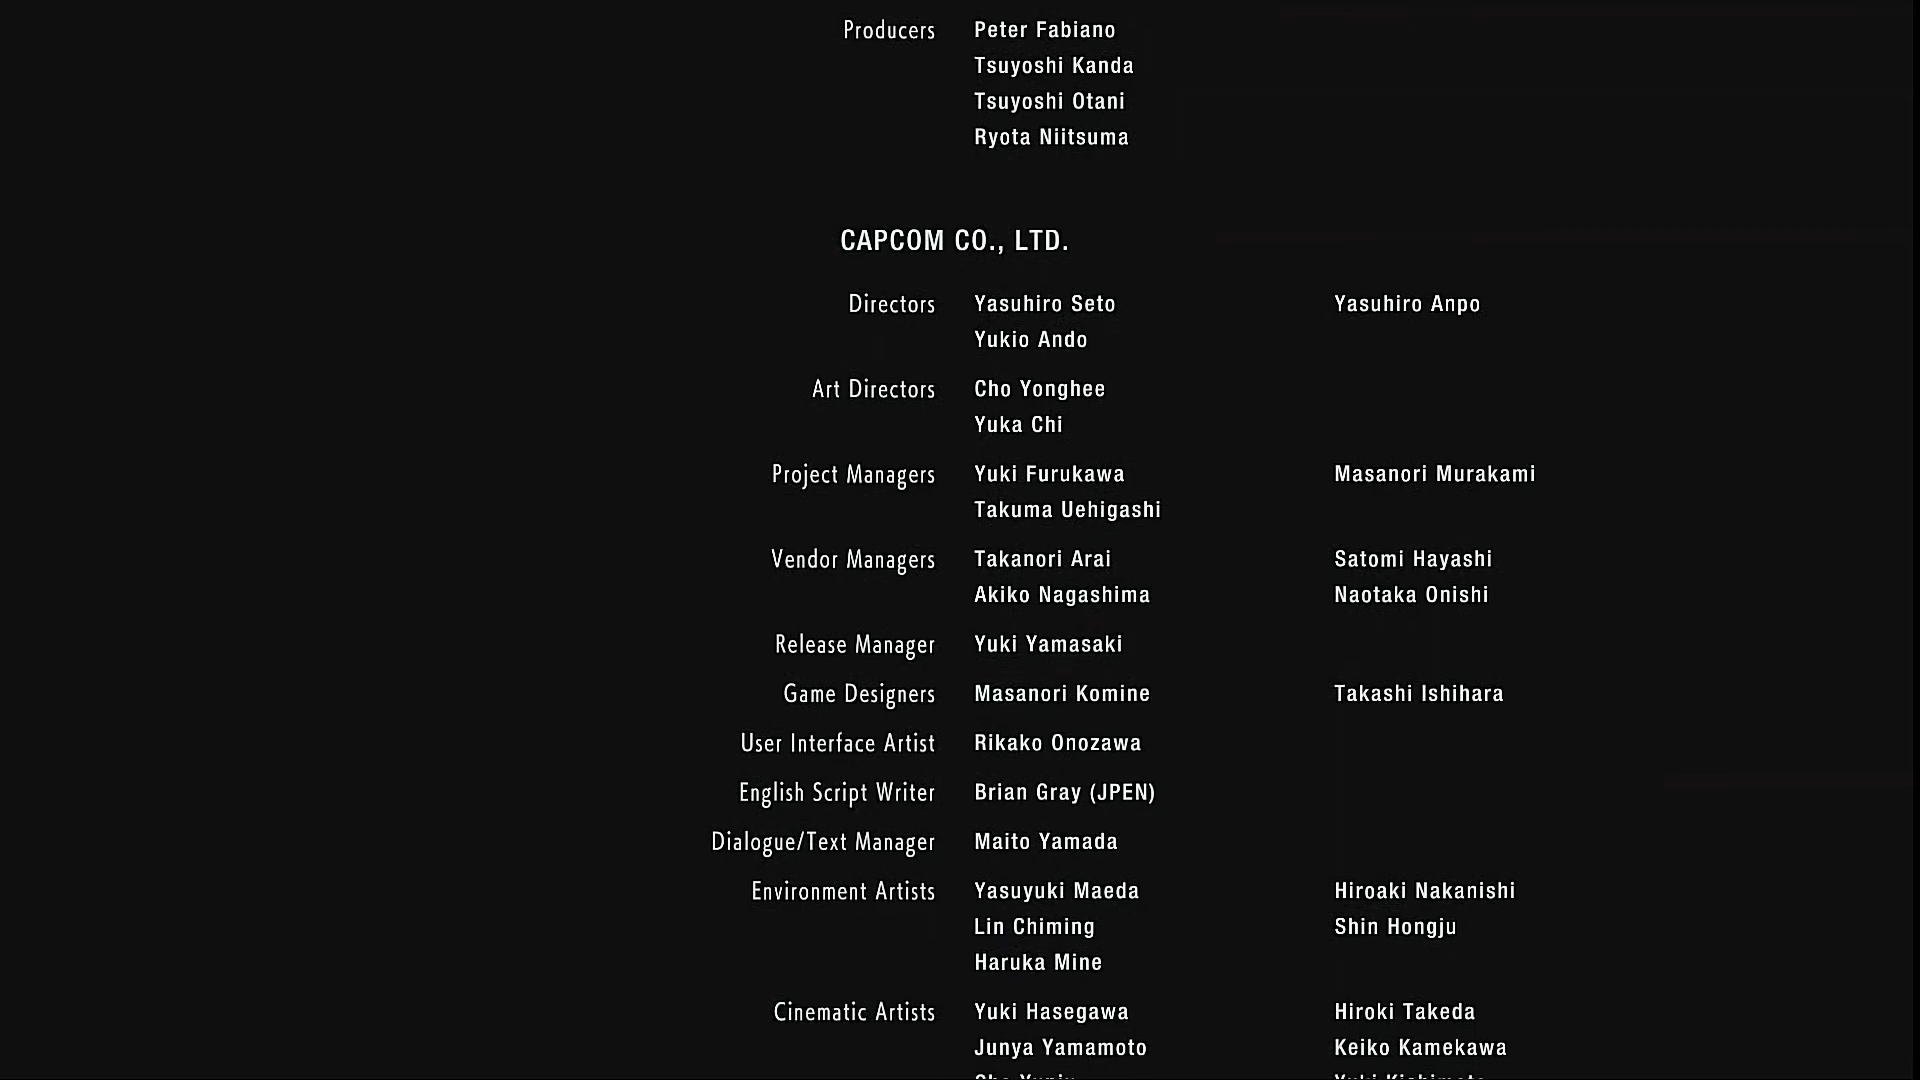 Producers Peter Fabiano
Tsuyoshi Kanda
Tsuyoshi Otani
Ryota Niitsuma
CAPCOM CO., LTD.
Directors Yasuhiro Seto Yasuhiro Anpo
Yukio Ando
Art Directors Cho Yonghee
Yuka Chi
Project Managers Yuki Furukawa Masanori Murakami
Takuma Uehigashi
Vendor Managers Takanori Arai Satomi Hayashi
Akiko Nagashima Naotaka Onishi
Release Manager Yuki Yamasaki
Game Designers Masanori Komine Takashi Ishihara
User Interface Artist Rikako Onozawa
English Script Writer Brian Gray (JPEN)
Dialogue/Text Manager Maito Yamada
Environment Artists Yasuyuki Maeda Hiroaki Nakanishi
Lin Chiming Shin Hongju
Haruka Mine
Cinematic Artists Yuki Hasegawa Hiroki Takeda
Junya Yamamoto Keiko Kamekawa